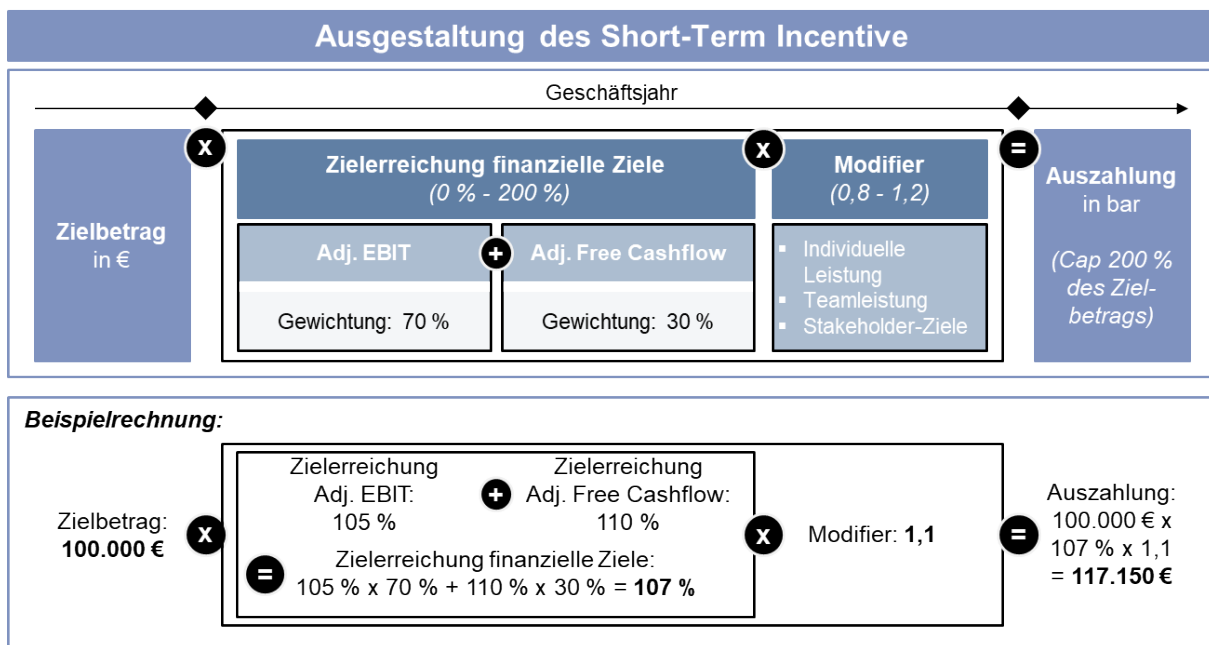 Ausgestaltung des Short-Term Incentive
Geschäftsjahr
x
x
=
Zielbetrag
in €
Zielerreichung finanzielle Ziele
(0 % - 200 %)
Adj. EBIT
+
Adj. Free Cashflow
Gewichtung: 70 %
Gewichtung: 30 %
Modifier
(0,8 - 1,2)
▪ Individuelle
Leistung
▪ Teamleistung
▪ Stakeholder-Ziele
Auszahlung
in bar
(Cap 200 %
des Ziel-
betrags)
Beispielrechnung:
Zielbetrag:
100.000 €
x
Zielerreichung
Adj. EBIT:
105 %
+
Zielerreichung
Adj. Free Cashflow:
110 %
=
Zielerreichung finanzielle Ziele:
105 % x 70 % + 110 % x 30 % = 107 %
x
Modifier: 1,1
=
Auszahlung:
100.000 € x
107 % x 1,1
= 117.150 €